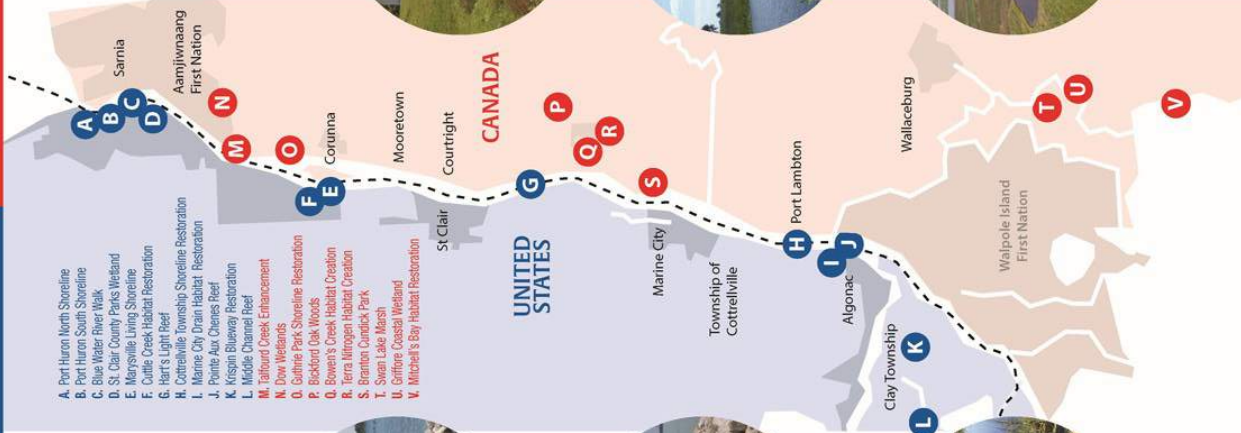 A. Port Huron North Shoreline
B. Port Huron South Shoreline
C. Blue Water River Walk
D. St. Clair County Parks Wetland
E. Marysville Living Shoreline
F. Cuttle Creek Habitat Restoration
G. Hart's Light Reef
H. Cottrellville Township Shoreline Restoration
I. Marine City Drain Habitat Restoration
J. Pointe Aux Chenes Reef
K. Krispin Blueway Restoration
L. Middle Channel Reef
M. Talfourd Creek Enhancement
N. Dow Wetlands
O. Guthrie Park Shoreline Restoration
P. Bickford Oak Woods
Q. Bowen's Creek Habitat Creation
R. Terra Nitrogen Habitat Creation
S. Branton Cundick Park
T. Swan Lake Marsh
U. Griffore Coastal Wetland
V. Mitchell's Bay Habitat Restoration
A
B
C
D
Sarnia
Aamjiwnaang
First Nation
N
M
O
F
E
Corunna
Mooretown
Courtright
St Clair
CANADA
UNITED
STATES
G
P
Q
R
S
Marine City
Township of
Cottrellville
H
Port Lambton
I
J
Algonac
Wallaceburg
Clay Township
K
L
Walpole Island
First Nation
T
U
V